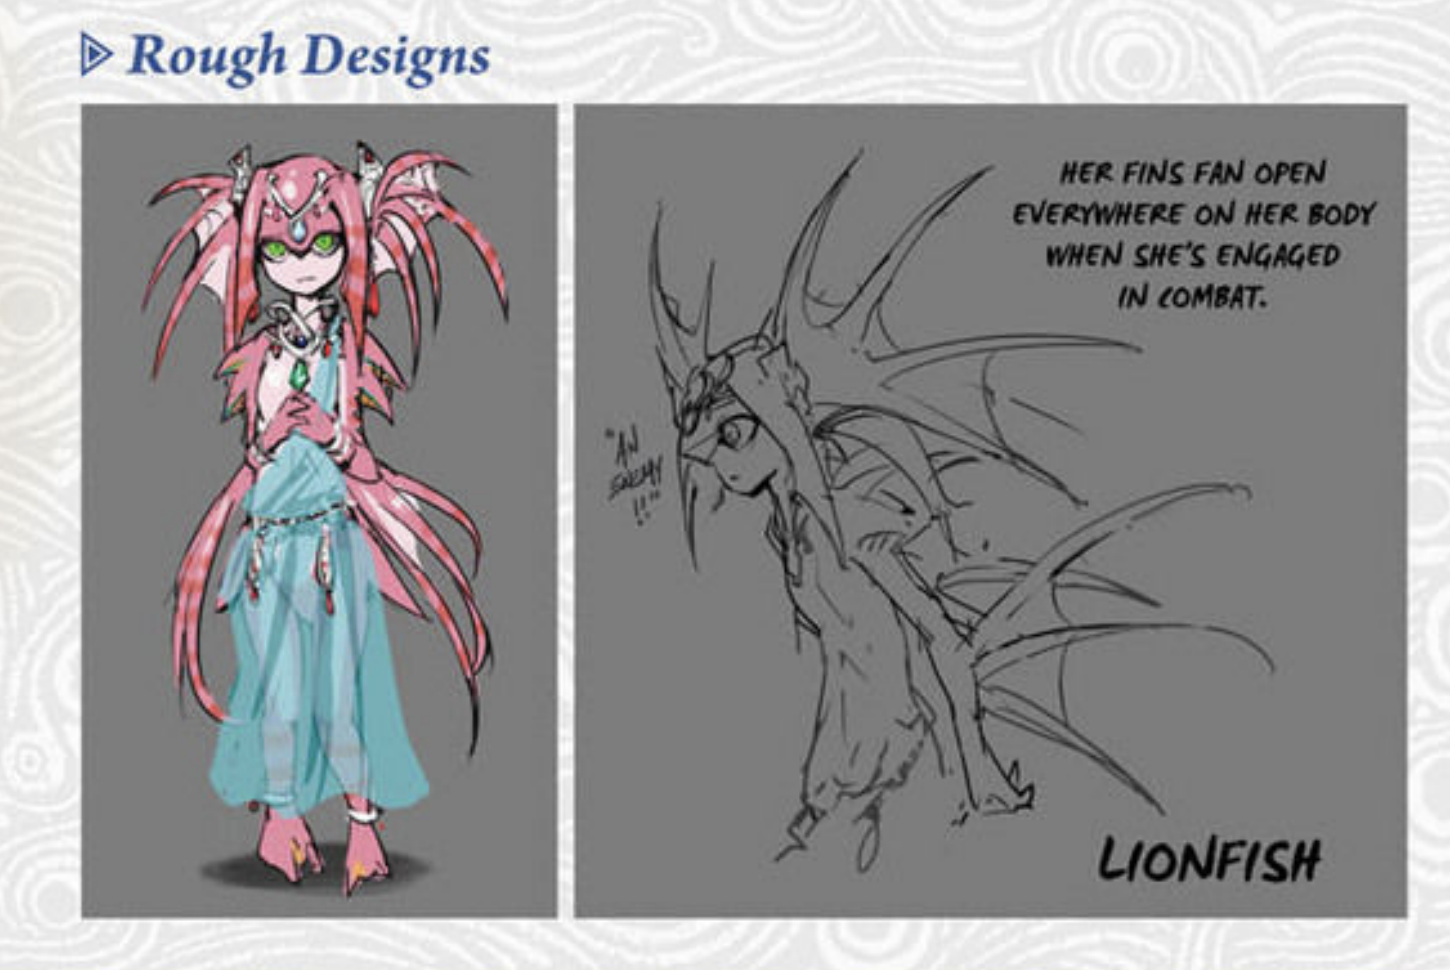 Rough Designs
HER FINS FAN OPEN
EVERYWHERE ON HER BODY
WHEN SHE'S ENGAGED
IN COMBAT.
"AN
ENEMY
!!"
LIONFISH